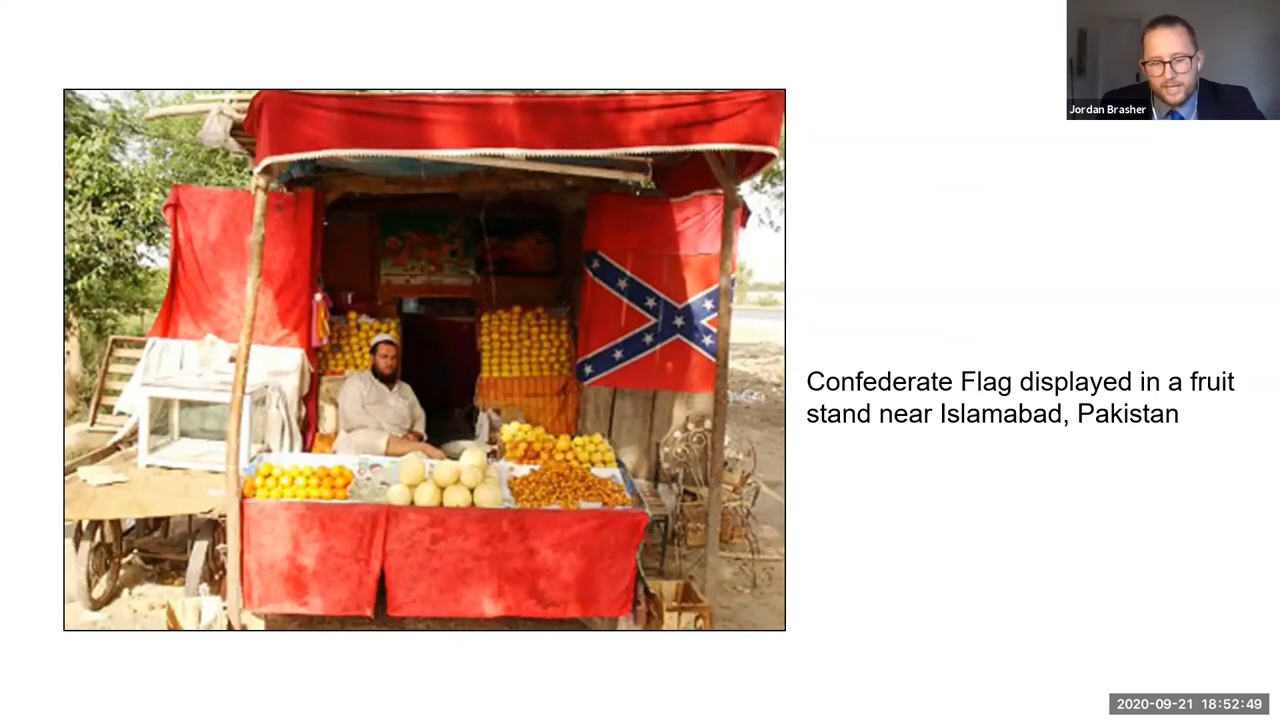 Jordan Brasher
Confederate Flag displayed in a fruit
stand near Islamabad, Pakistan
2020-09-21 18:52:49